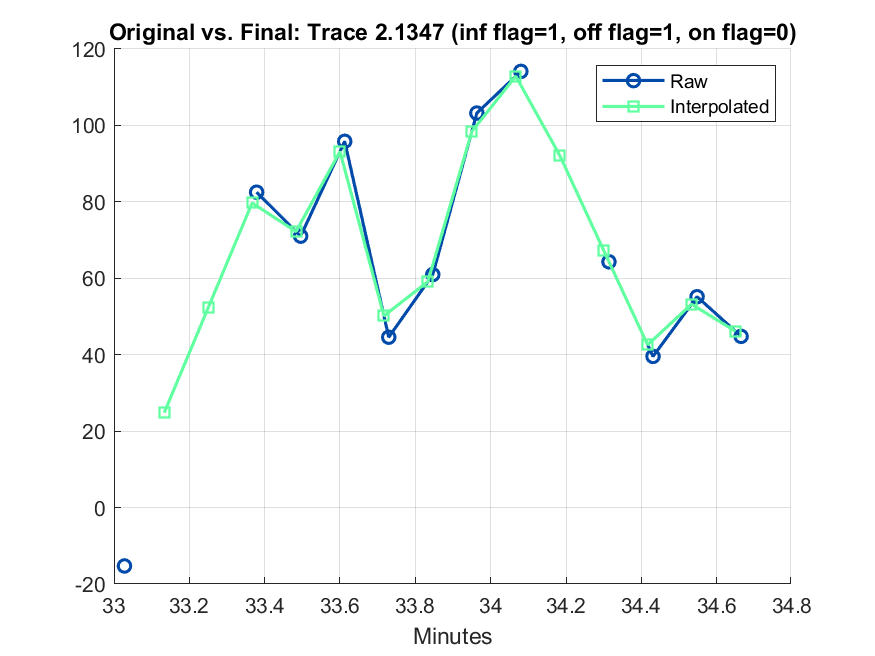 Original vs. Final: Trace 2.1347 (inf flag=1, off flag=1, on flag=0)
120
100
80
60
40
20
0
-20
Raw
Interpolated
33 33.2 33.4 33.6 33.8 34 34.2 34.4 34.6 34.8
Minutes